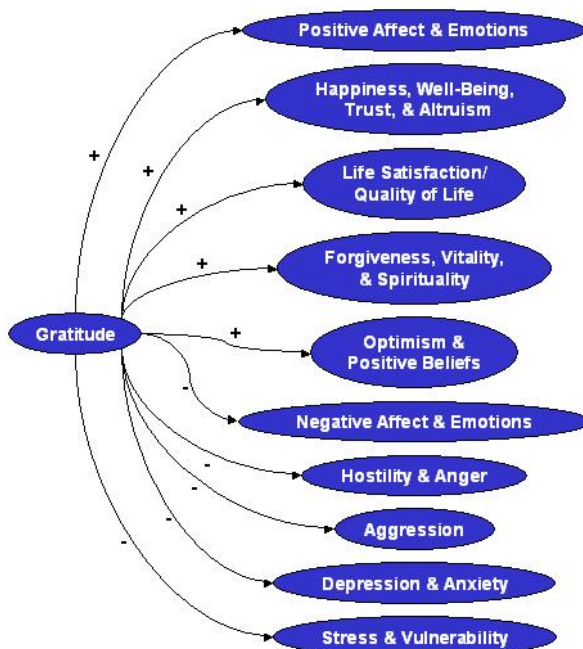 Positive Affect & Emotions
Happiness, Well-Being,
Trust, & Altruism
+
+
Life Satisfaction/
Quality of Life
+
Forgiveness, Vitality,
& Spirituality
+
Gratitude
+
Optimism &
Positive Beliefs
-
Negative Affect & Emotions
-
Hostility & Anger
-
Aggression
-
-
Depression & Anxiety
Stress & Vulnerability